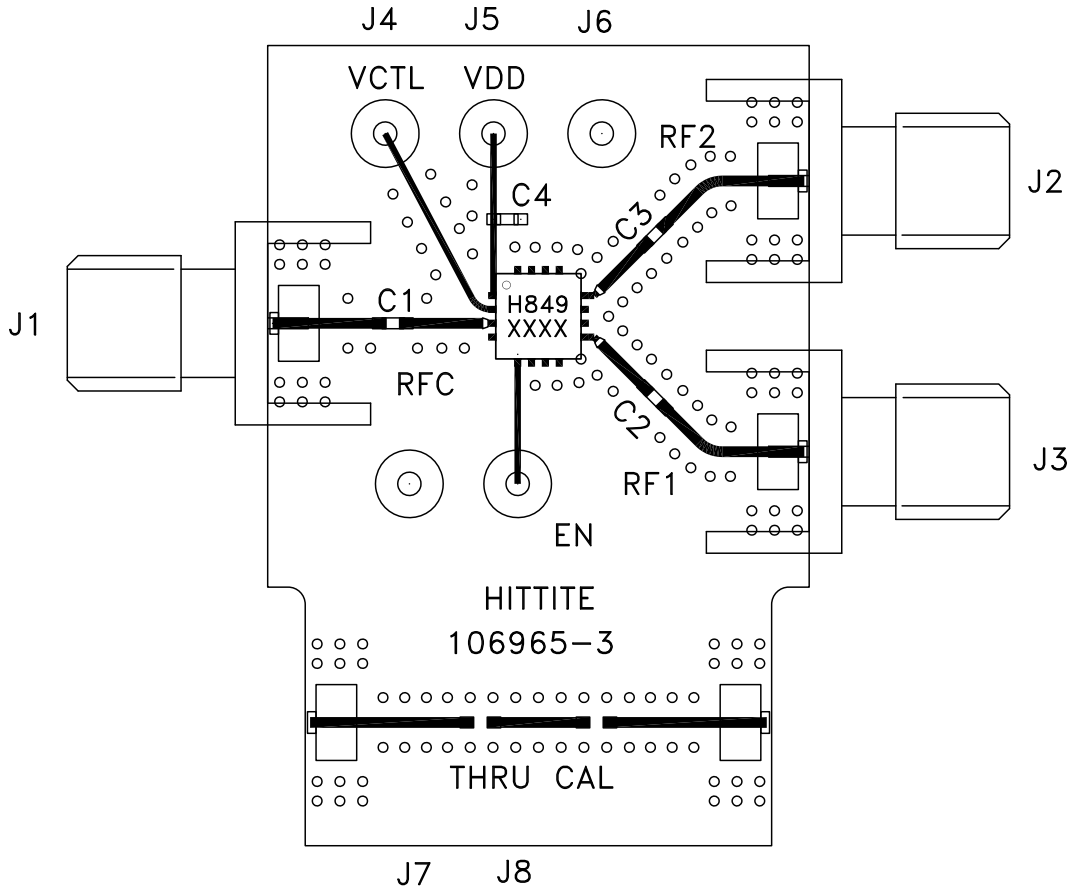 J4 J5 J6
VCTL VDD
RF2
J2
C4
C3
C1
H849
XXXX
J1
RFC
C2
RF1
J3
EN
HITTITE
106965-3
THRU CAL
J7 J8